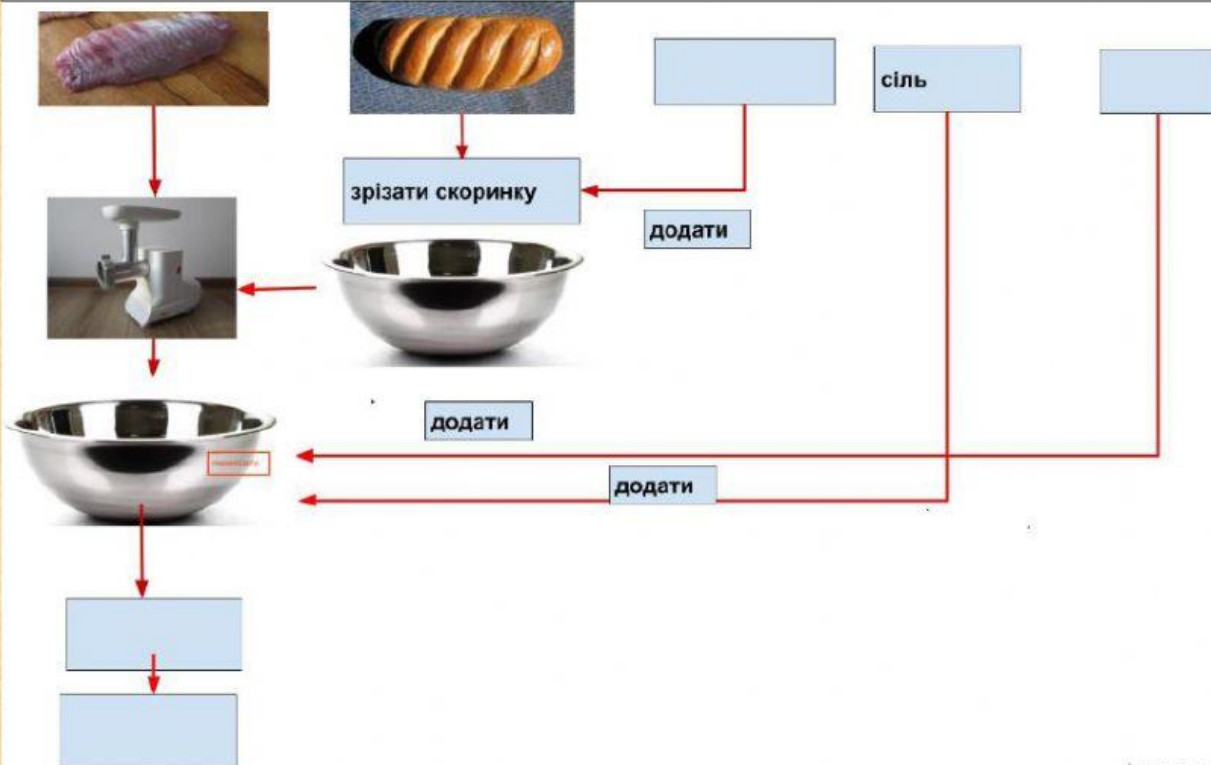 сіль
зрізати скоринку
додати
додати
додати